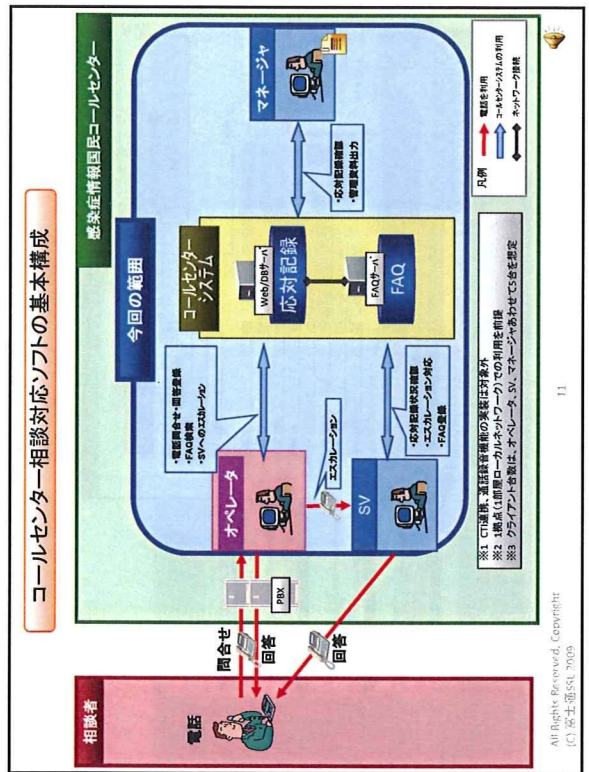 コールセンター相談対応ソフトの基本構成
感染症情報国民コールセンター
今回の範囲
相談者
電話
問合せ
回答
回答
PBX
オペレータ
・電話問合せ・回答登録
・FAQ検索
・SVへのエスカレーション
エスカレーション
SV
・応対記録状況確認
・エスカレーション対応
・FAQ登録
コールセンター
システム
Web/DBサーバ
応対記録
FAQサーバ
FAQ
・応対記録確認
・管理資料出力
マネージャ
※1 CTI連携、通話録音機能の実装は対象外
※2 1拠点(1部屋ローカルネットワーク)での利用を前提
※3 クライアント台数は、オペレータ、SV、マネージャあわせて5台を想定
凡例
電話を利用
コールセンターシステムの利用
ネットワーク接続
11
All Rights Reserved, Copyright
(C) 富士通SSL 2009